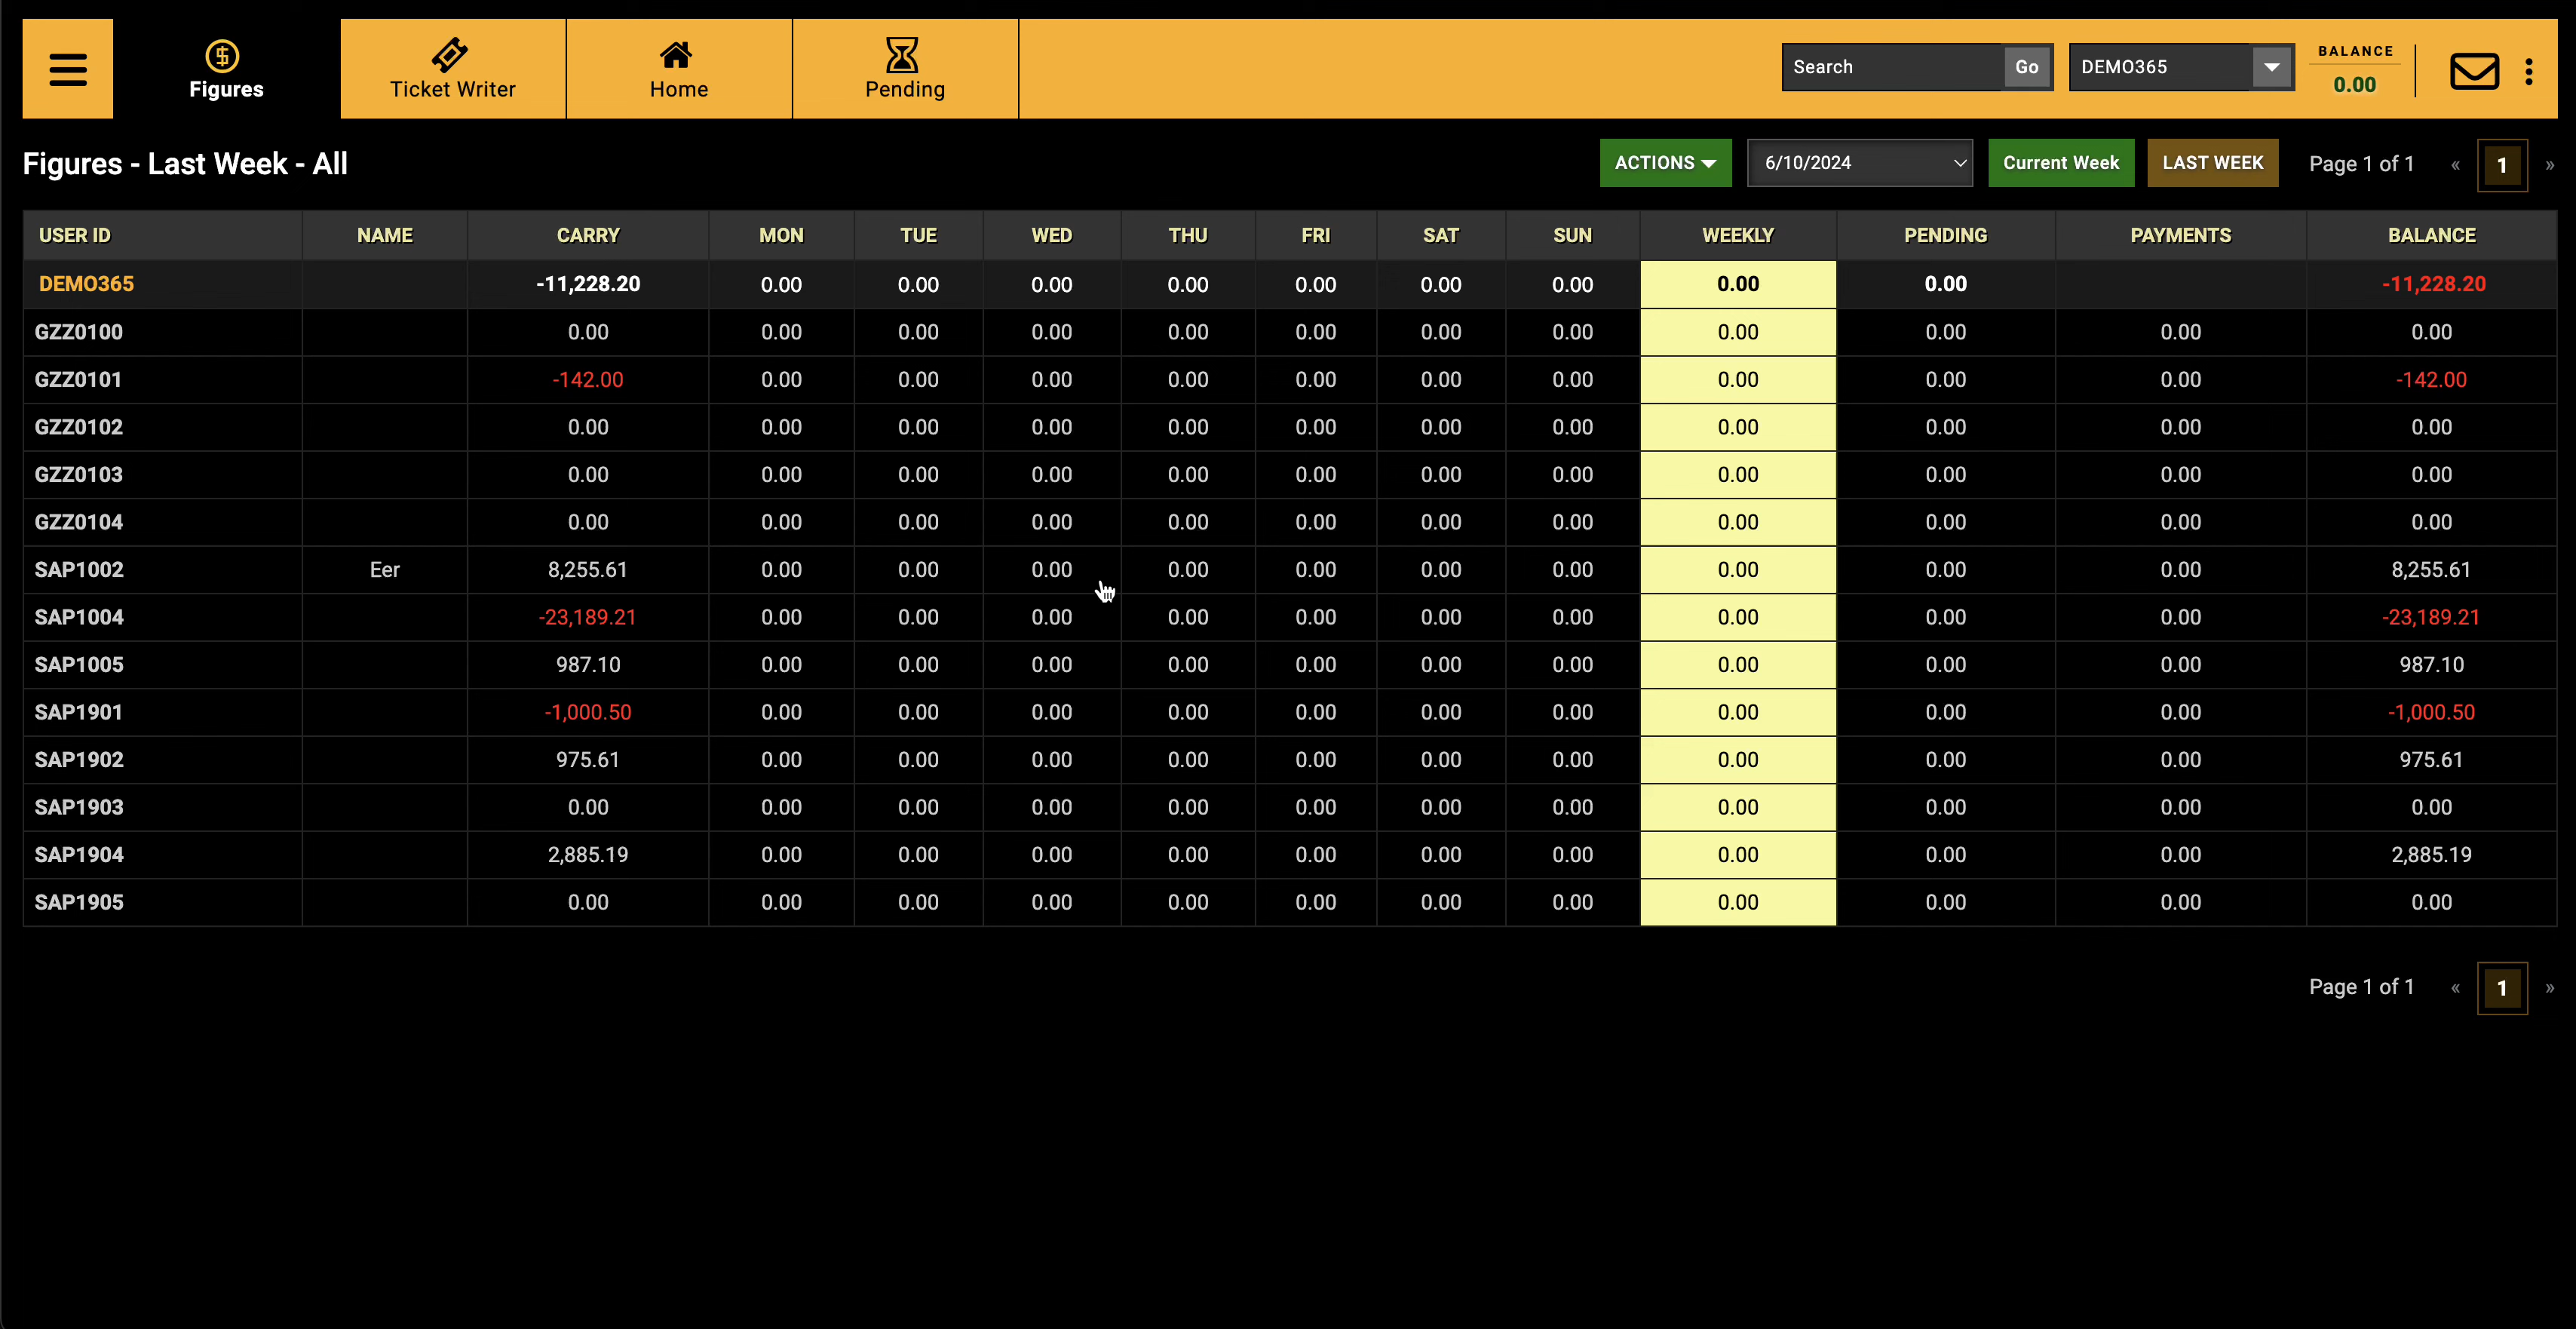 Figures Ticket Writer Home Pending Search Go DEMO365 BALANCE 0.00
Figures - Last Week - All ACTIONS 6/10/2024 Current Week LAST WEEK Page 1 of 1 « 1 »
USER ID NAME CARRY MON TUE WED THU FRI SAT SUN WEEKLY PENDING PAYMENTS BALANCE
DEMO365 -11,228.20 0.00 0.00 0.00 0.00 0.00 0.00 0.00 0.00 0.00 -11,228.20
GZZ0100 0.00 0.00 0.00 0.00 0.00 0.00 0.00 0.00 0.00 0.00 0.00 0.00
GZZ0101 -142.00 0.00 0.00 0.00 0.00 0.00 0.00 0.00 0.00 0.00 0.00 -142.00
GZZ0102 0.00 0.00 0.00 0.00 0.00 0.00 0.00 0.00 0.00 0.00 0.00 0.00
GZZ0103 0.00 0.00 0.00 0.00 0.00 0.00 0.00 0.00 0.00 0.00 0.00 0.00
GZZ0104 0.00 0.00 0.00 0.00 0.00 0.00 0.00 0.00 0.00 0.00 0.00 0.00
SAP1002 Eer 8,255.61 0.00 0.00 0.00 0.00 0.00 0.00 0.00 0.00 0.00 0.00 8,255.61
SAP1004 -23,189.21 0.00 0.00 0.00 0.00 0.00 0.00 0.00 0.00 0.00 0.00 -23,189.21
SAP1005 987.10 0.00 0.00 0.00 0.00 0.00 0.00 0.00 0.00 0.00 0.00 987.10
SAP1901 -1,000.50 0.00 0.00 0.00 0.00 0.00 0.00 0.00 0.00 0.00 0.00 -1,000.50
SAP1902 975.61 0.00 0.00 0.00 0.00 0.00 0.00 0.00 0.00 0.00 0.00 975.61
SAP1903 0.00 0.00 0.00 0.00 0.00 0.00 0.00 0.00 0.00 0.00 0.00 0.00
SAP1904 2,885.19 0.00 0.00 0.00 0.00 0.00 0.00 0.00 0.00 0.00 0.00 2,885.19
SAP1905 0.00 0.00 0.00 0.00 0.00 0.00 0.00 0.00 0.00 0.00 0.00 0.00
Page 1 of 1 « 1 »